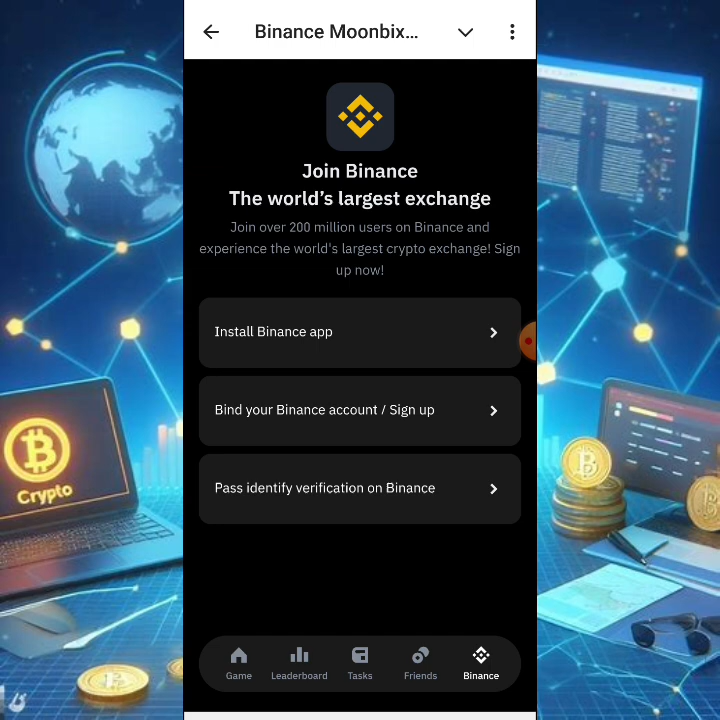 Binance Moonbix...
Join Binance
The world's largest exchange
Join over 200 million users on Binance and
experience the world's largest crypto exchange! Sign
up now!
Install Binance app
Bind your Binance account / Sign up
Pass identify verification on Binance
Crypto
Game
Leaderboard
Tasks
Friends
Binance